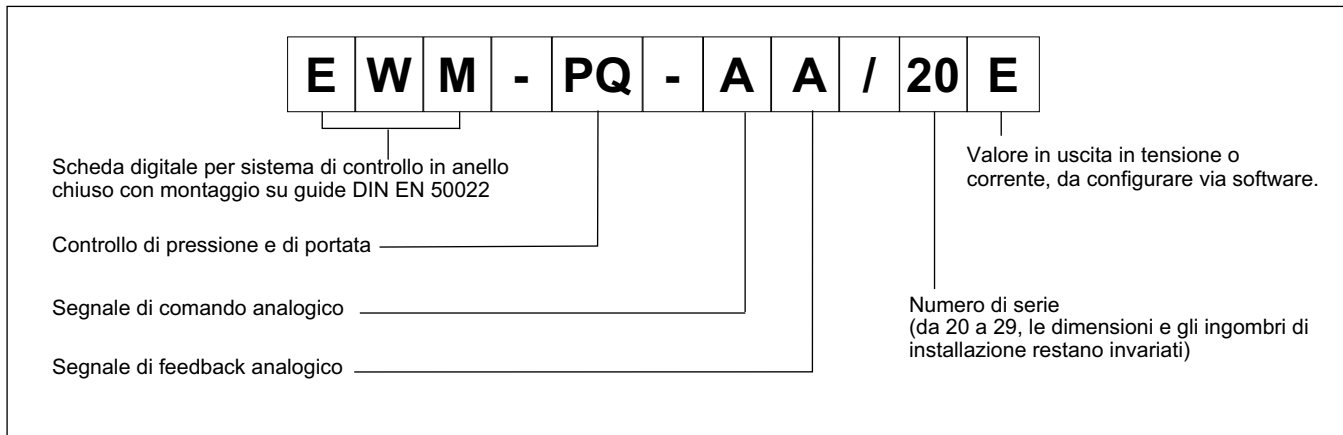 E W M - PQ - A A / 20 E
Scheda digitale per sistema di controllo in anello
chiuso con montaggio su guide DIN EN 50022
Controllo di pressione e di portata
Segnale di comando analogico
Segnale di feedback analogico
Valore in uscita in tensione o
corrente, da configurare via software.
Numero di serie
(da 20 a 29, le dimensioni e gli ingombri di
installazione restano invariati)